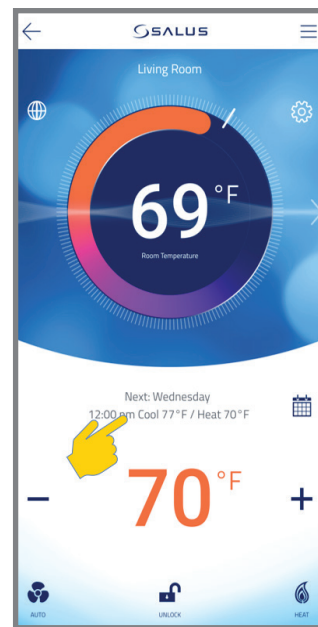 SALUS
Living Room
69°F
Room Temperature
Next: Wednesday
12:00 pm Cool 77°F / Heat 70°F
70°F
AUTO
UNLOCK
HEAT